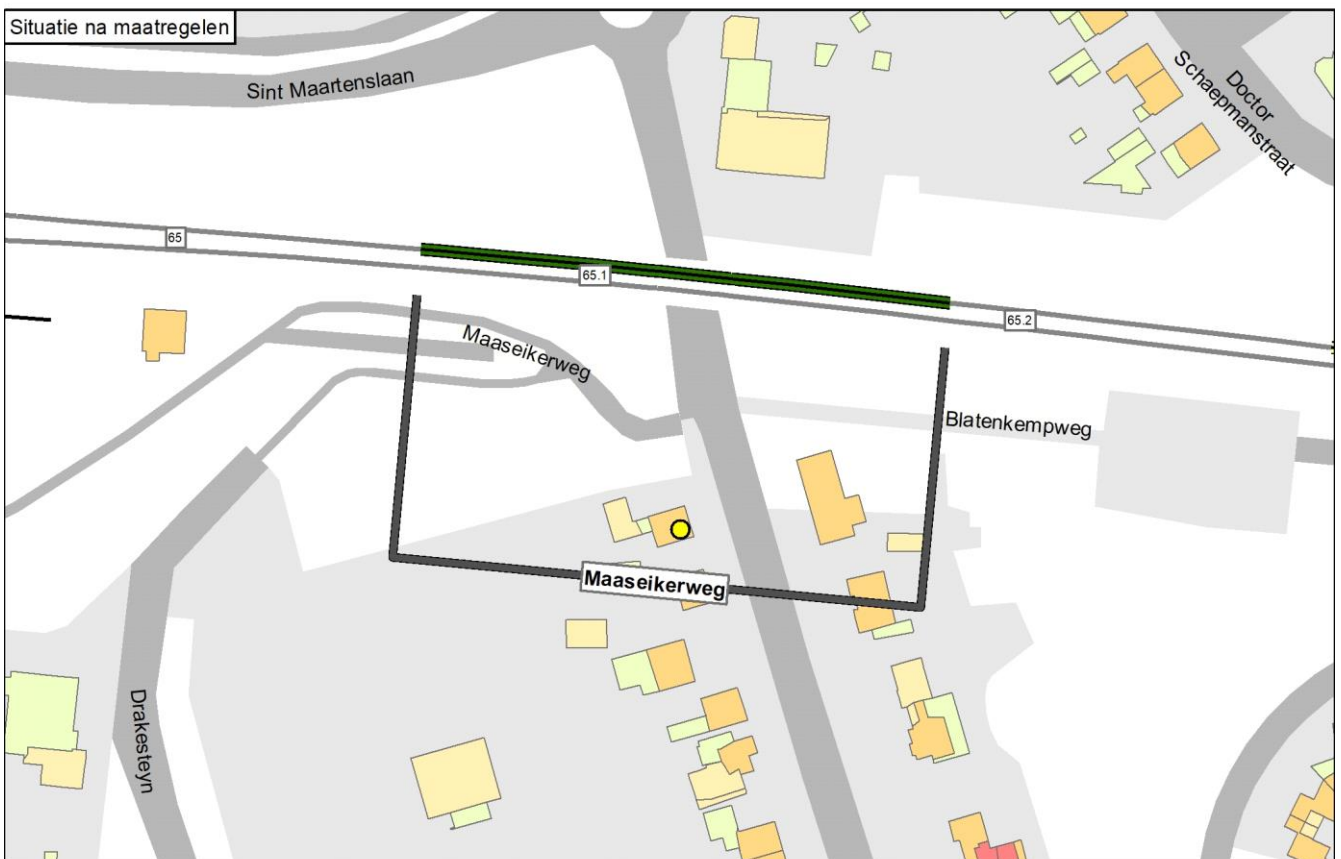 Situatie na maatregelen
Sint Maartenslaan
Doctor
Schaepmanstraat
65
65.1
65.2
Maaseikerweg
Blatenkempweg
Maaseikerweg
Drakesteyn